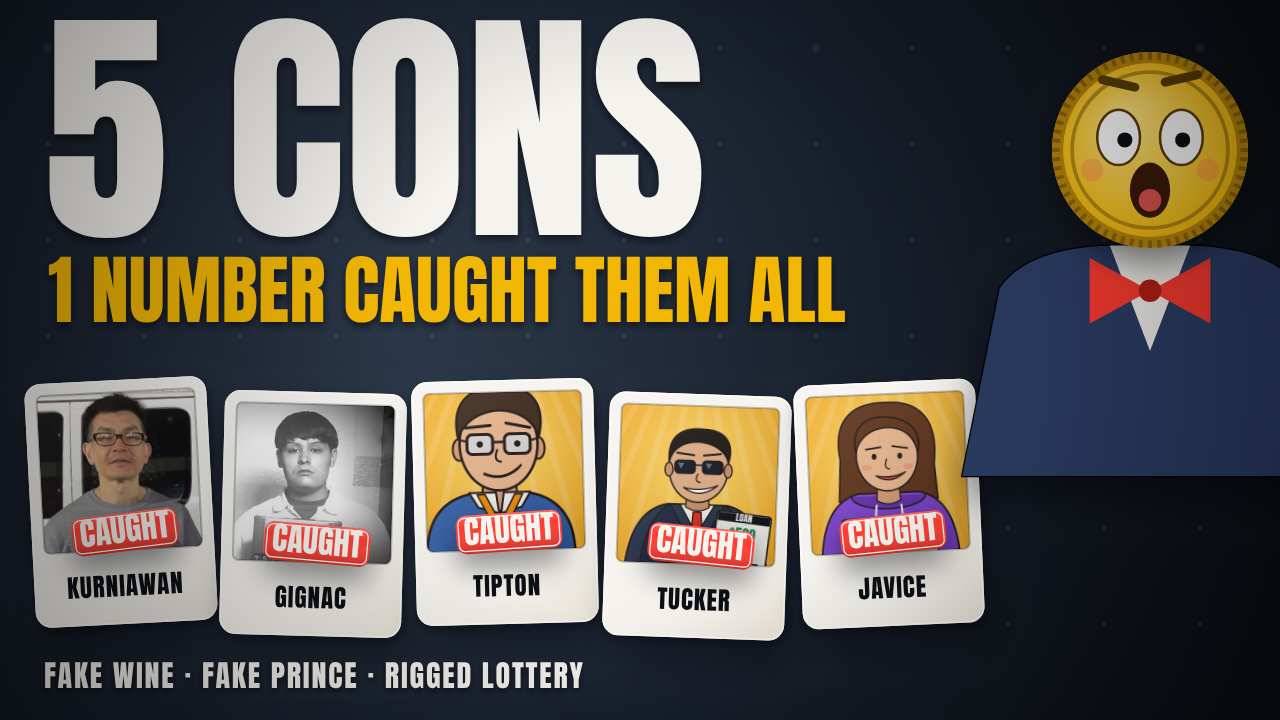 5 CONS
1 NUMBER CAUGHT THEM ALL
CAUGHT
KURNIAWAN
CAUGHT
GIGNAC
CAUGHT
TIPTON
LOAN
CAUGHT
TUCKER
CAUGHT
JAVICE
FAKE WINE · FAKE PRINCE · RIGGED LOTTERY